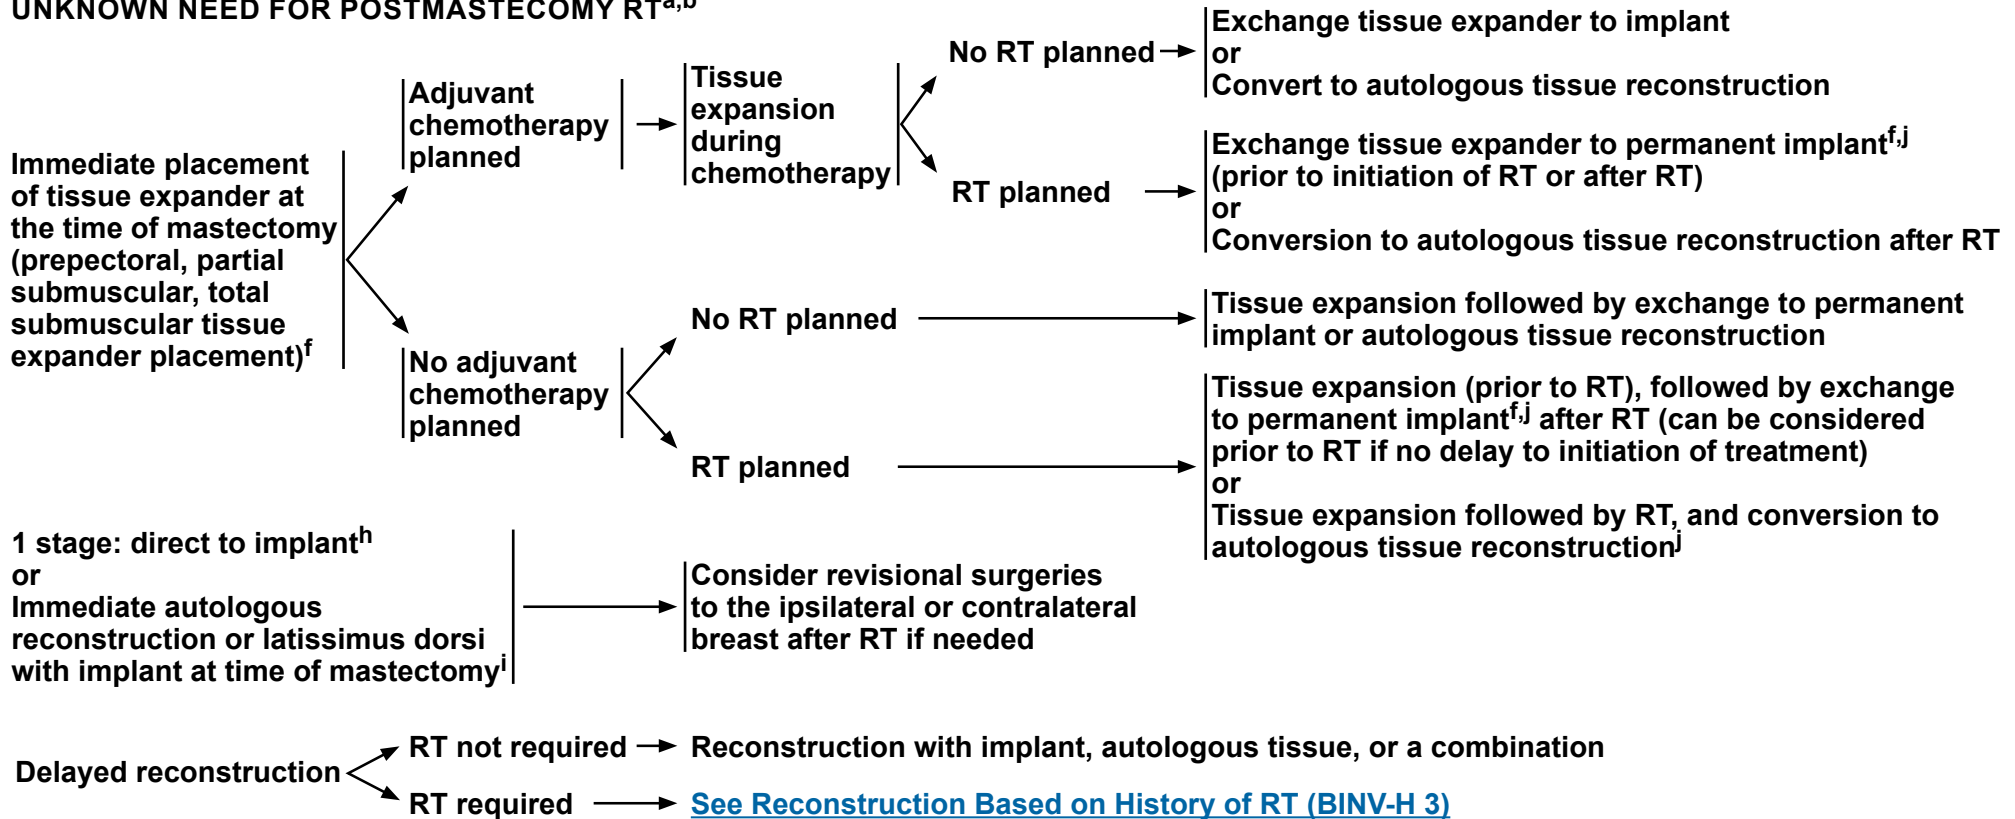 UNKNOWN NEED FOR POSTMASTECOMY RTa,b
Immediate placement
of tissue expander at
the time of mastectomy
(prepectoral, partial
submuscular, total
submuscular tissue
expander placement)f
Adjuvant
chemotherapy
planned
Tissue
expansion
during
chemotherapy
No RT planned
Exchange tissue expander to implant
or
Convert to autologous tissue reconstruction
RT planned
Exchange tissue expander to permanent implantf,j
(prior to initiation of RT or after RT)
or
Conversion to autologous tissue reconstruction after RT
No adjuvant
chemotherapy
planned
No RT planned
Tissue expansion followed by exchange to permanent
implant or autologous tissue reconstruction
RT planned
Tissue expansion (prior to RT), followed by exchange
to permanent implantf,j after RT (can be considered
prior to RT if no delay to initiation of treatment)
or
Tissue expansion followed by RT, and conversion to
autologous tissue reconstructionj
1 stage: direct to implanth
or
Immediate autologous
reconstruction or latissimus dorsi
with implant at time of mastectomyi
Consider revisional surgeries
to the ipsilateral or contralateral
breast after RT if needed
Delayed reconstruction
RT not required
Reconstruction with implant, autologous tissue, or a combination
RT required
See Reconstruction Based on History of RT (BINV-H 3)